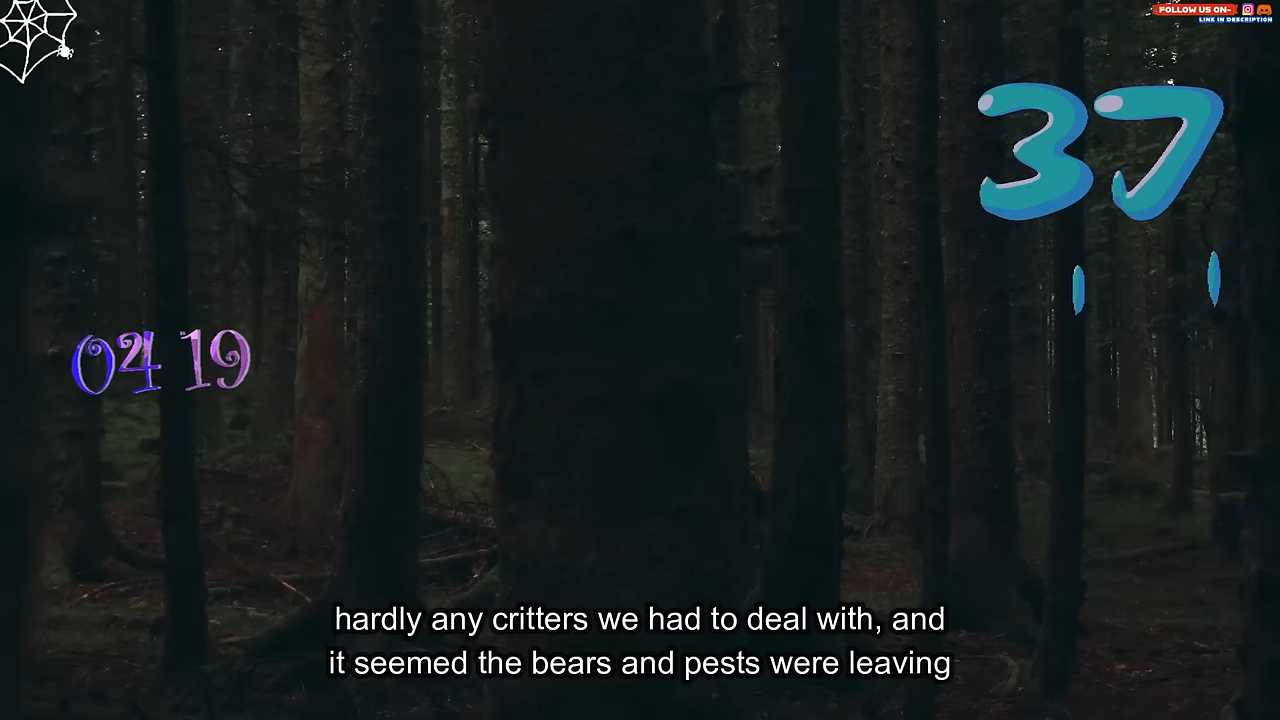 FOLLOW US ON-
LINK IN DESCRIPTION
37
04 19
hardly any critters we had to deal with, and
it seemed the bears and pests were leaving